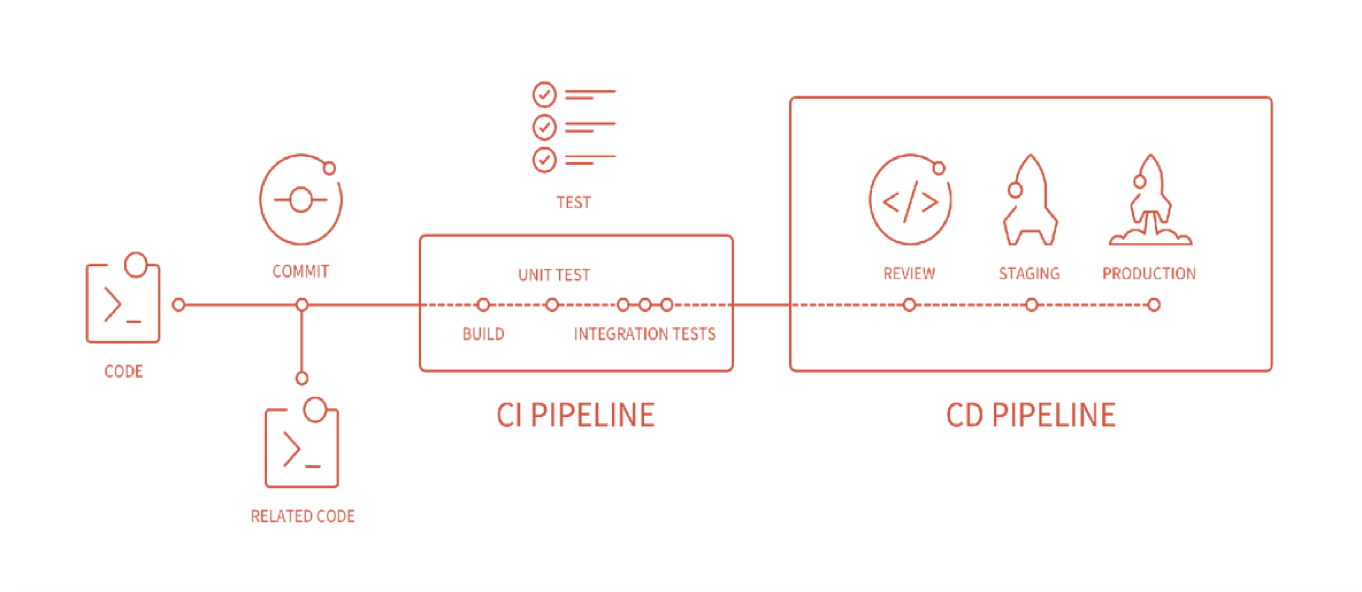 TEST
COMMIT
UNIT TEST
REVIEW
STAGING
PRODUCTION
BUILD
INTEGRATION TESTS
CODE
CI PIPELINE
CD PIPELINE
RELATED CODE